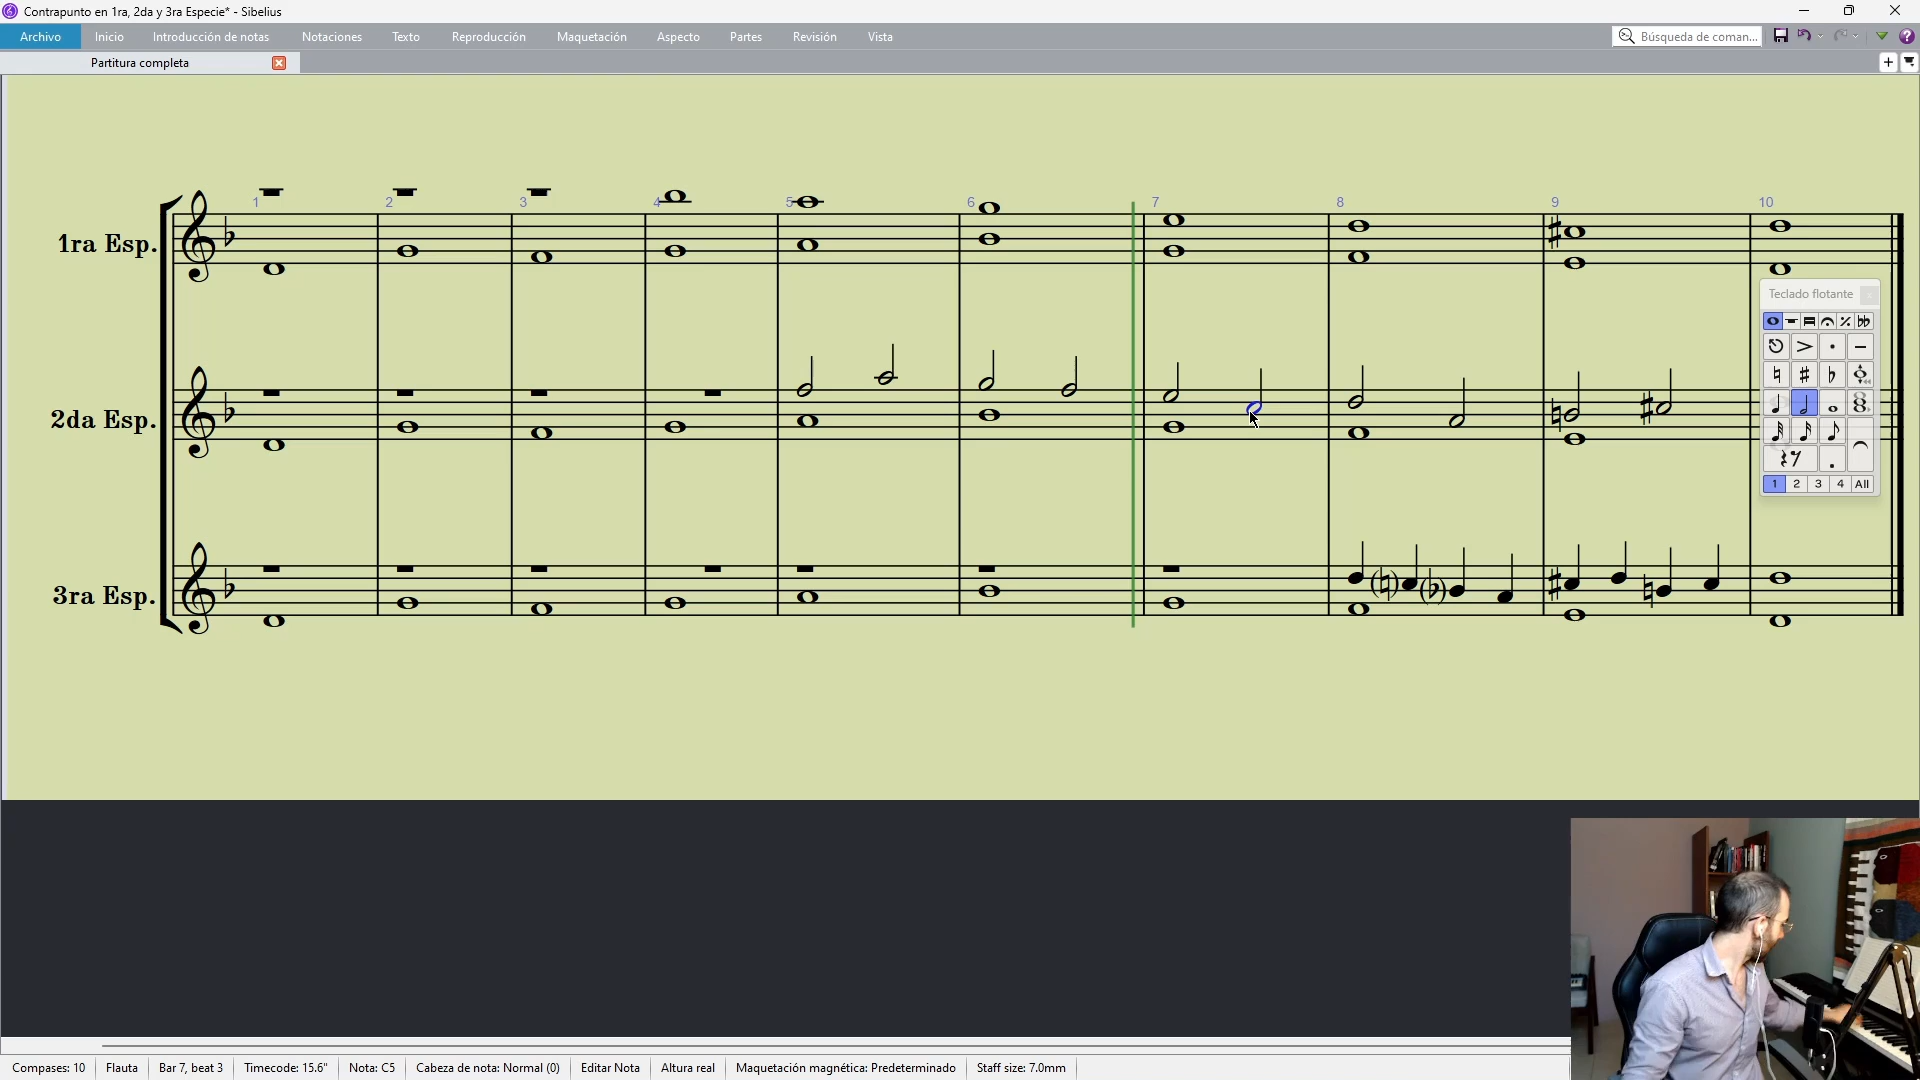 Contrapunto en 1ra, 2da y 3ra Especie* - Sibelius
Archivo Inicio Introducción de notas Notaciones Texto Reproducción Maquetación Aspecto Partes Revisión Vista Búsqueda de coman...
Partitura completa
1 2 3 4 5 6 7 8 9 10
1ra Esp.
Teclado flotante
2da Esp.
1 2 3 4 All
3ra Esp.
Compases: 10 Flauta Bar 7, beat 3 Timecode: 15.6" Nota: C5 Cabeza de nota: Normal (0) Editar Nota Altura real Maquetación magnética: Predeterminado Staff size: 7.0mm